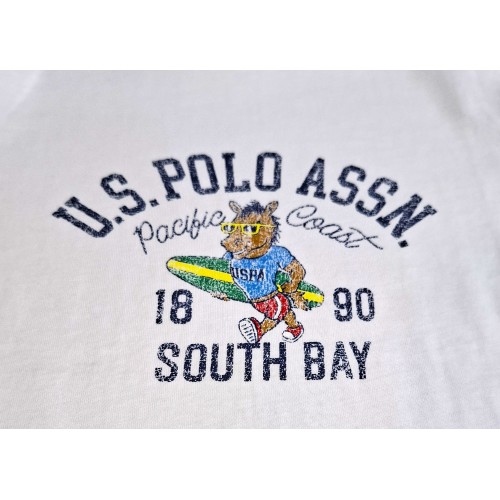 U.S. POLO ASSN.
Pacific Coast
USPA
18 90
SOUTH BAY